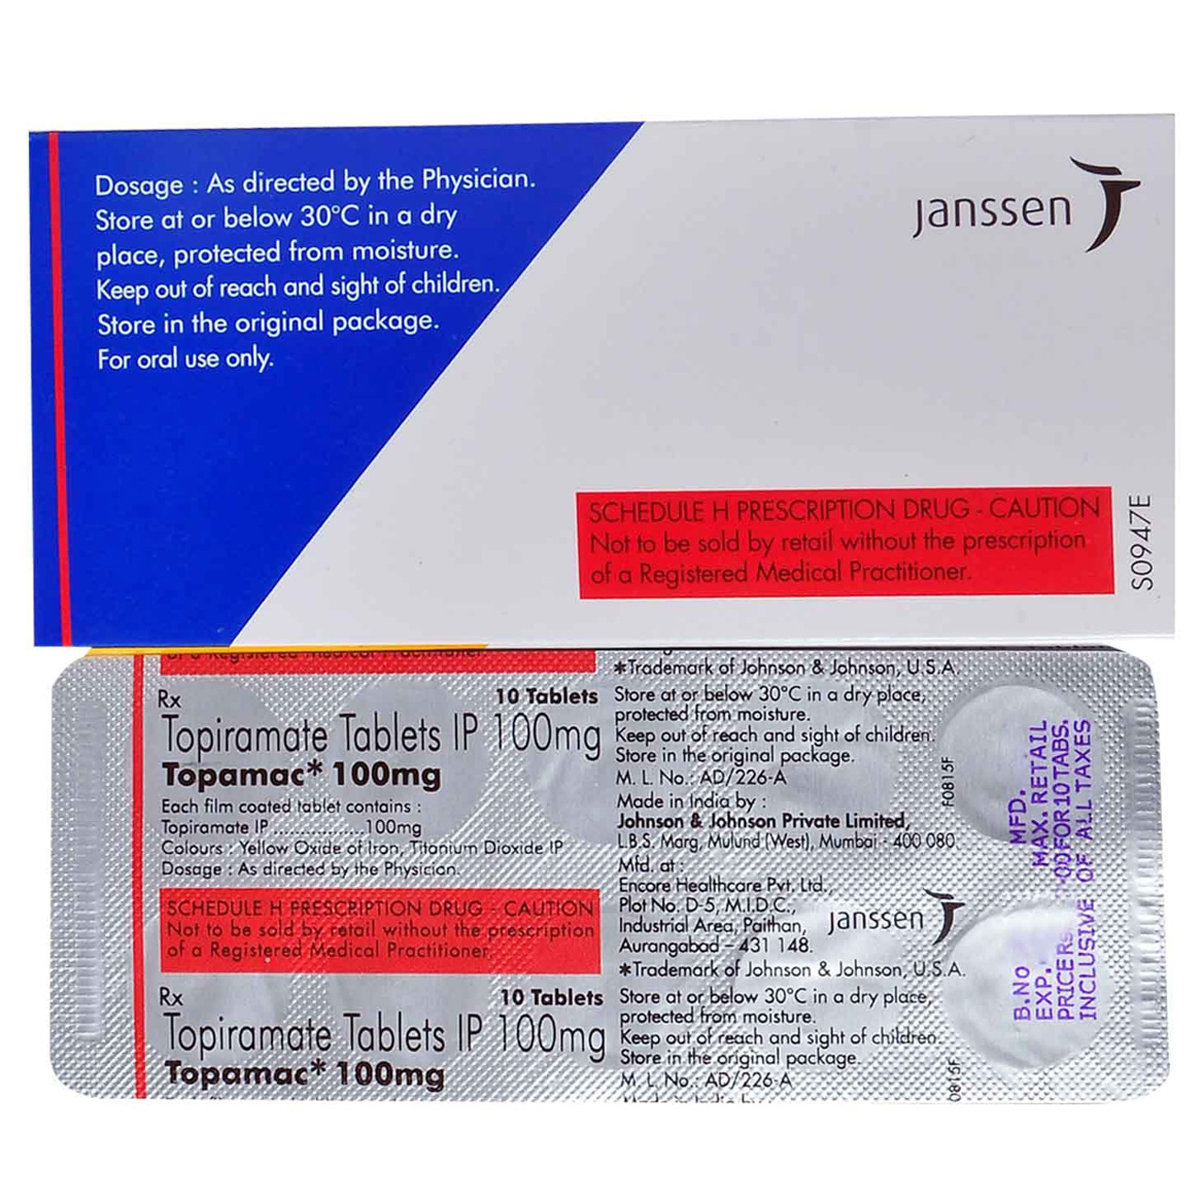 Dosage : As directed by the Physician.
Store at or below 30°C in a dry
place, protected from moisture.
Keep out of reach and sight of children.
Store in the original package.
For oral use only.
Janssen
SCHEDULE H PRESCRIPTION DRUG - CAUTION
Not to be sold by retail without the prescription
of a Registered Medical Practitioner.
S0947E
of a Registered Medical Practitioner.
Rx 10 Tablets
Topiramate Tablets IP 100mg
Topamac* 100mg
Each film coated tablet contains :
Topiramate IP .................100mg
Colours : Yellow Oxide of Iron, Titanium Dioxide IP
Dosage : As directed by the Physician.
SCHEDULE H PRESCRIPTION DRUG - CAUTION
Not to be sold by retail without the prescription
of a Registered Medical Practitioner.
Rx 10 Tablets
Topiramate Tablets IP 100mg
Topamac* 100mg
*Trademark of Johnson & Johnson, U.S.A.
Store at or below 30°C in a dry place,
protected from moisture.
Keep out of reach and sight of children.
Store in the original package.
M. L. No.: AD/226-A
Made in India by :
Johnson & Johnson Private Limited,
L.B.S. Marg, Mulund (West), Mumbai - 400 080
Mfd. at :
Encore Healthcare Pvt. Ltd.,
Plot No. D-5, M.I.D.C.,
Industrial Area, Paithan,
Aurangabad - 431 148.
Janssen
*Trademark of Johnson & Johnson, U.S.A.
Store at or below 30°C in a dry place,
protected from moisture.
Keep out of reach and sight of children.
Store in the original package.
M. L. No.: AD/226-A
Made in India by :
F0815F
0815F
B.No MFD.
EXP. MAX. RETAIL
PRICE Rs. 00FOR10TABS.
INCLUSIVE OF ALL TAXES